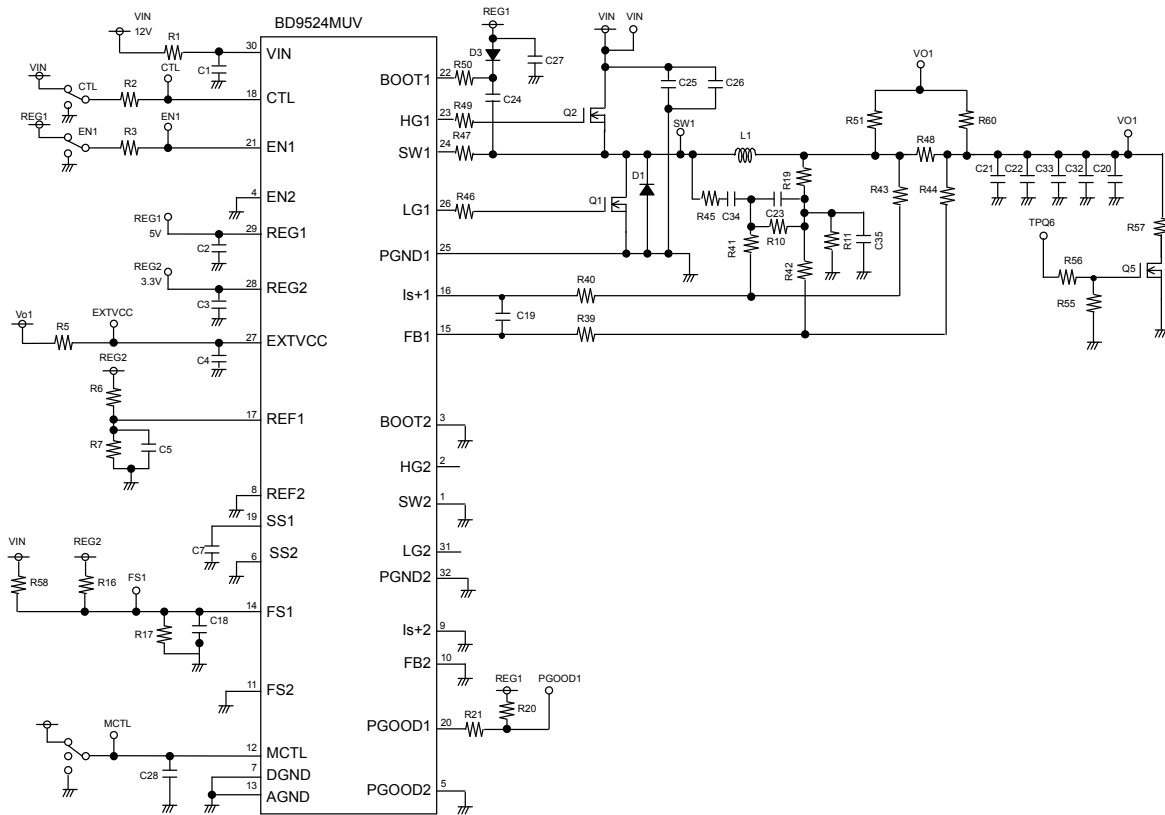 BD9524MUV
VIN
12V
R1
C1
30
VIN
VIN
CTL
R2
CTL
18
CTL
REG1
EN1
R3
EN1
21
EN1
4
EN2
REG1
5V
C2
29
REG1
REG2
3.3V
C3
28
REG2
Vo1
R5
EXTVCC
C4
27
EXTVCC
REG2
R6
R7
C5
17
REF1
8
REF2
19
SS1
C7
6
SS2
VIN
R58
REG2
R16
FS1
R17
C18
14
FS1
11
FS2
MCTL
C28
12
MCTL
7
DGND
13
AGND
REG1
D3
C27
BOOT1
22
R50
C24
HG1
23
R49
Q2
VIN
VIN
C25
C26
SW1
24
R47
SW1
L1
LG1
26
R46
Q1
D1
PGND1
25
R45
C34
C23
R19
R41
R10
R11
C35
R42
Is+1
16
R40
C19
FB1
15
R39
VO1
R51
R60
R48
R43
R44
C21
C22
C33
C32
C20
VO1
R57
TPQ6
R56
R55
Q5
BOOT2
3
HG2
2
SW2
1
LG2
31
PGND2
32
Is+2
9
FB2
10
REG1
R20
PGOOD1
PGOOD1
20
R21
PGOOD2
5